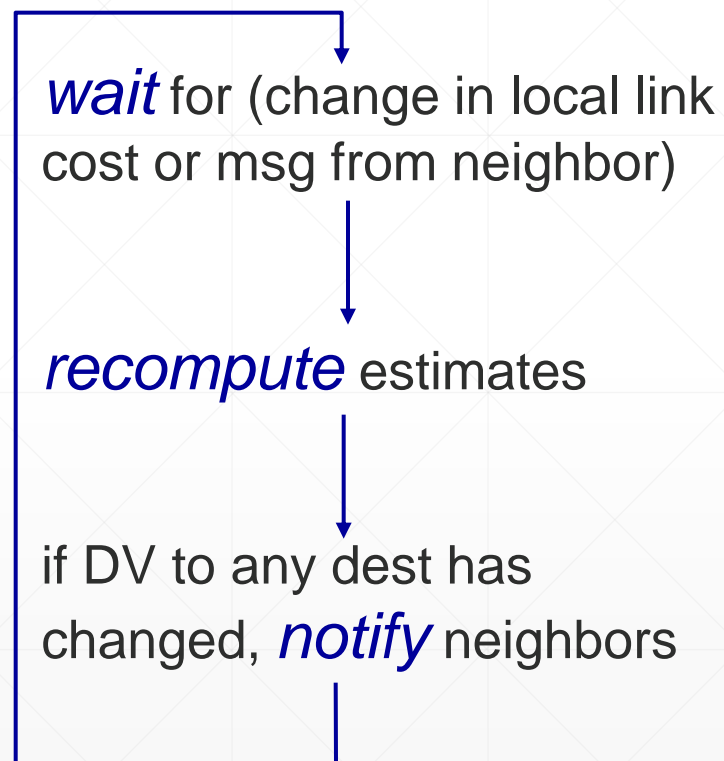 wait for (change in local link
cost or msg from neighbor)
recompute estimates
if DV to any dest has
changed, notify neighbors